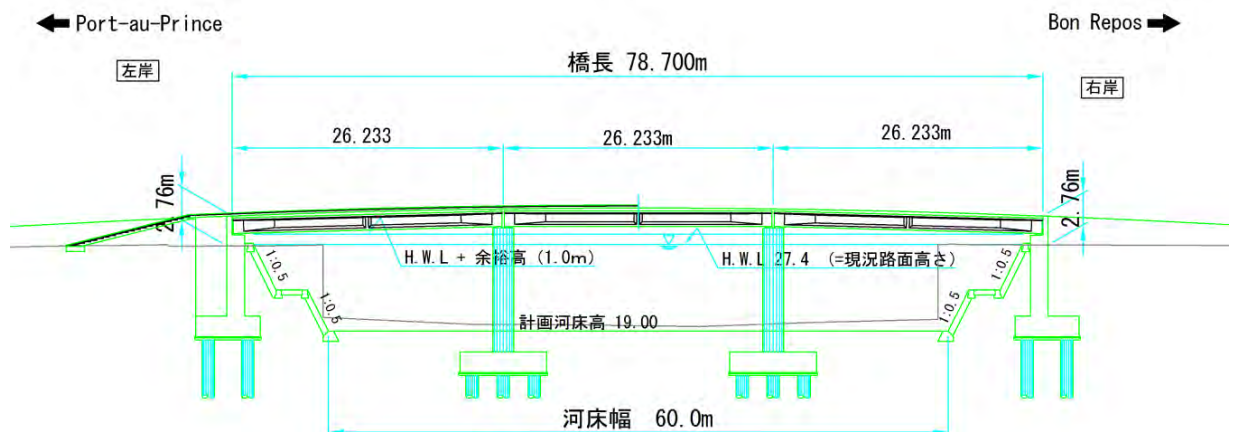 Port-au-Prince
Bon Repos
左岸
橋長 78.700m
右岸
26.233
26.233m
26.233m
2.76m
2.76m
H.W.L + 余裕高 (1.0m)
H.W.L 27.4 (=現況路面高さ)
1:0.5
1:0.5
1:0.5
1:0.5
計画河床高 19.00
河床幅 60.0m